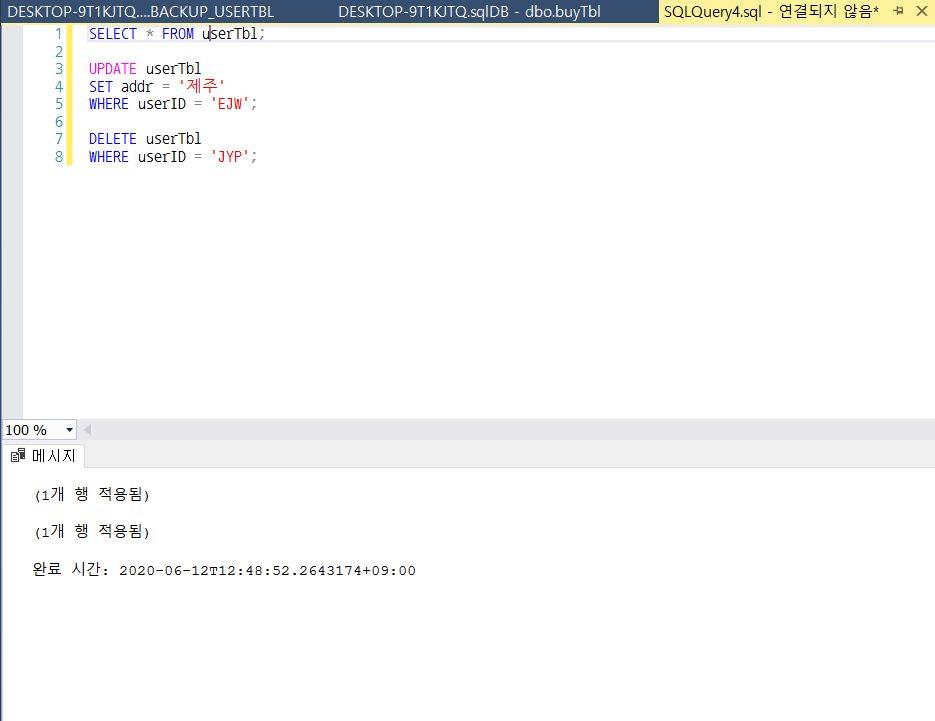 DESKTOP-9T1KJTQ....BACKUP_USERTBL DESKTOP-9T1KJTQ.sqlDB - dbo.buyTbl SQLQuery4.sql - 연결되지 않음*
1 SELECT * FROM userTbl;
2
3 UPDATE userTbl
4 SET addr = '제주'
5 WHERE userID = 'EJW';
6
7 DELETE userTbl
8 WHERE userID = 'JYP';
100 %
메시지
(1개 행 적용됨)
(1개 행 적용됨)
완료 시간: 2020-06-12T12:48:52.2643174+09:00